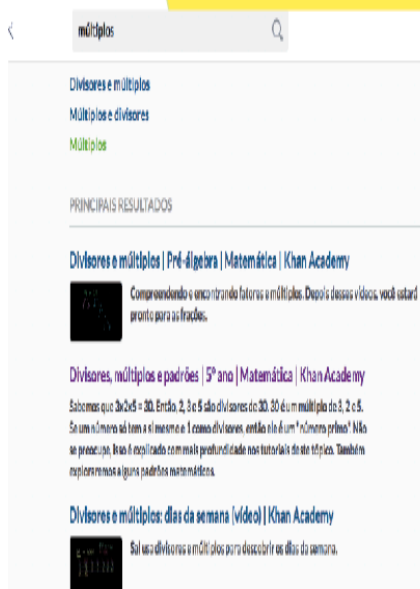 múltiplos
Divisores e múltiplos
Múltiplos e divisores
Múltiplos
PRINCIPAIS RESULTADOS
Divisores e múltiplos | Pré-álgebra | Matemática | Khan Academy
Compreendendo e encontrando fatores e múltiplos. Depois desses vídeos, você estará
pronto para as frações.
Divisores, múltiplos e padrões | 5º ano | Matemática | Khan Academy
Sabemos que 3x2x5 = 30. Então, 2, 3 e 5 são divisores de 30. 30 é um múltiplo de 3, 2 e 5.
Se um número só tem a si mesmo e 1 como divisores, então ele é um "número primo". Não
se preocupe, isso é explicado com mais profundidade nos tutoriais deste tópico. Também
exploraremos alguns padrões matemáticos.
Divisores e múltiplos: dias da semana (vídeo) | Khan Academy
Sal usa divisores e múltiplos para descobrir os dias da semana.